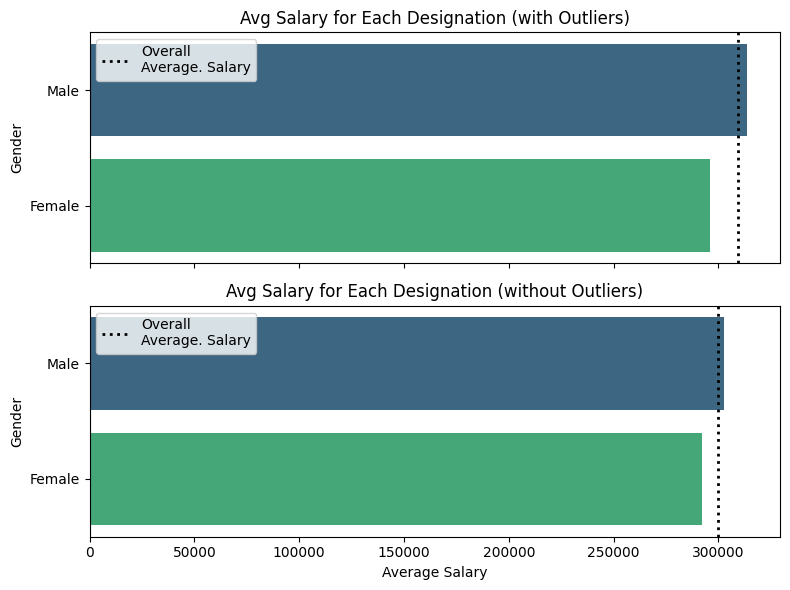 Avg Salary for Each Designation (with Outliers)
Overall
Average. Salary
Male
Female
Gender
Avg Salary for Each Designation (without Outliers)
Overall
Average. Salary
Male
Female
Gender
0 50000 100000 150000 200000 250000 300000
Average Salary